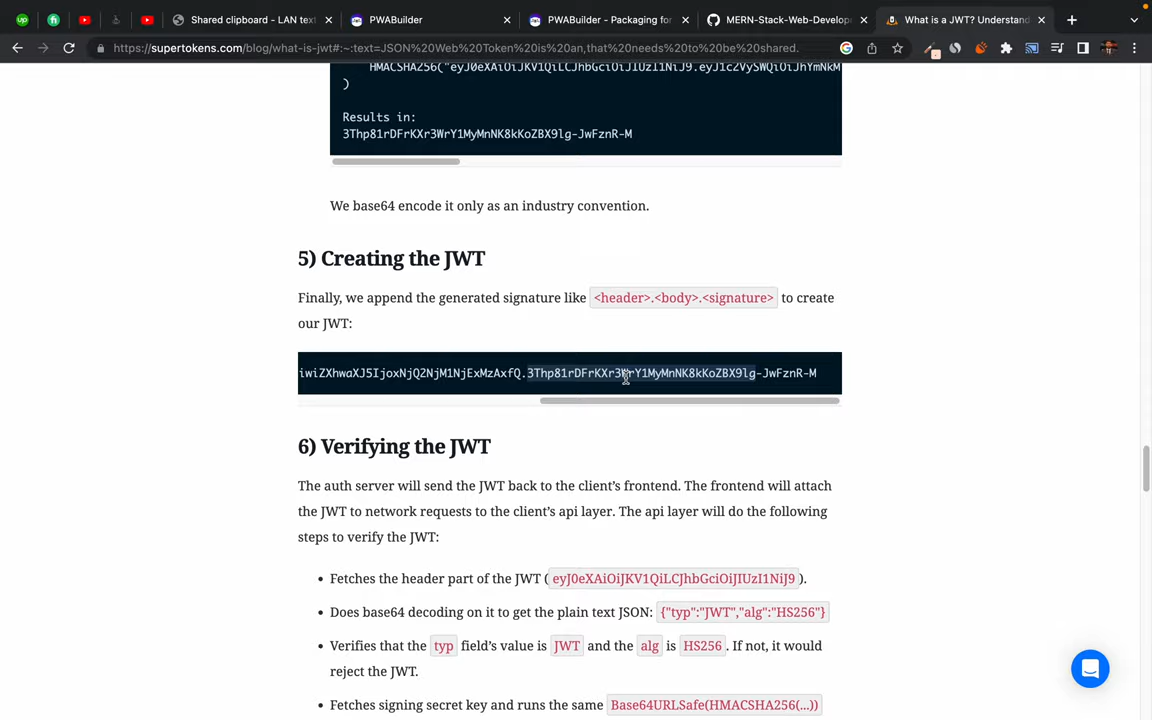 Shared clipboard - LAN text
PWABuilder
PWABuilder - Packaging for
MERN-Stack-Web-Develop
What is a JWT? Understand
https://supertokens.com/blog/what-is-jwt#:~:text=JSON%20Web%20Token%20is%20an,that%20needs%20to%20be%20shared.
HMACSHA256("eyJ0eXAiOiJKV1QiLCJhbGciOiJIUzI1NiJ9.eyJ1c2VySWQiOiJhYmNkM
)
Results in:
3Thp81rDFrKXr3WrY1MyMnNK8kKoZBX9lg-JwFznR-M
We base64 encode it only as an industry convention.
5) Creating the JWT
Finally, we append the generated signature like <header>.<body>.<signature> to create
our JWT:
iwiZXhwaXJ5IjoxNjQ2NjM1NjExMzAxfQ.3Thp81rDFrKXr3WrY1MyMnNK8kKoZBX9lg-JwFznR-M
6) Verifying the JWT
The auth server will send the JWT back to the client’s frontend. The frontend will attach
the JWT to network requests to the client’s api layer. The api layer will do the following
steps to verify the JWT:
• Fetches the header part of the JWT (eyJ0eXAiOiJKV1QiLCJhbGciOiJIUzI1NiJ9).
• Does base64 decoding on it to get the plain text JSON: {"typ":"JWT","alg":"HS256"}
• Verifies that the typ field’s value is JWT and the alg is HS256. If not, it would
reject the JWT.
• Fetches signing secret key and runs the same Base64URLSafe(HMACSHA256(...))